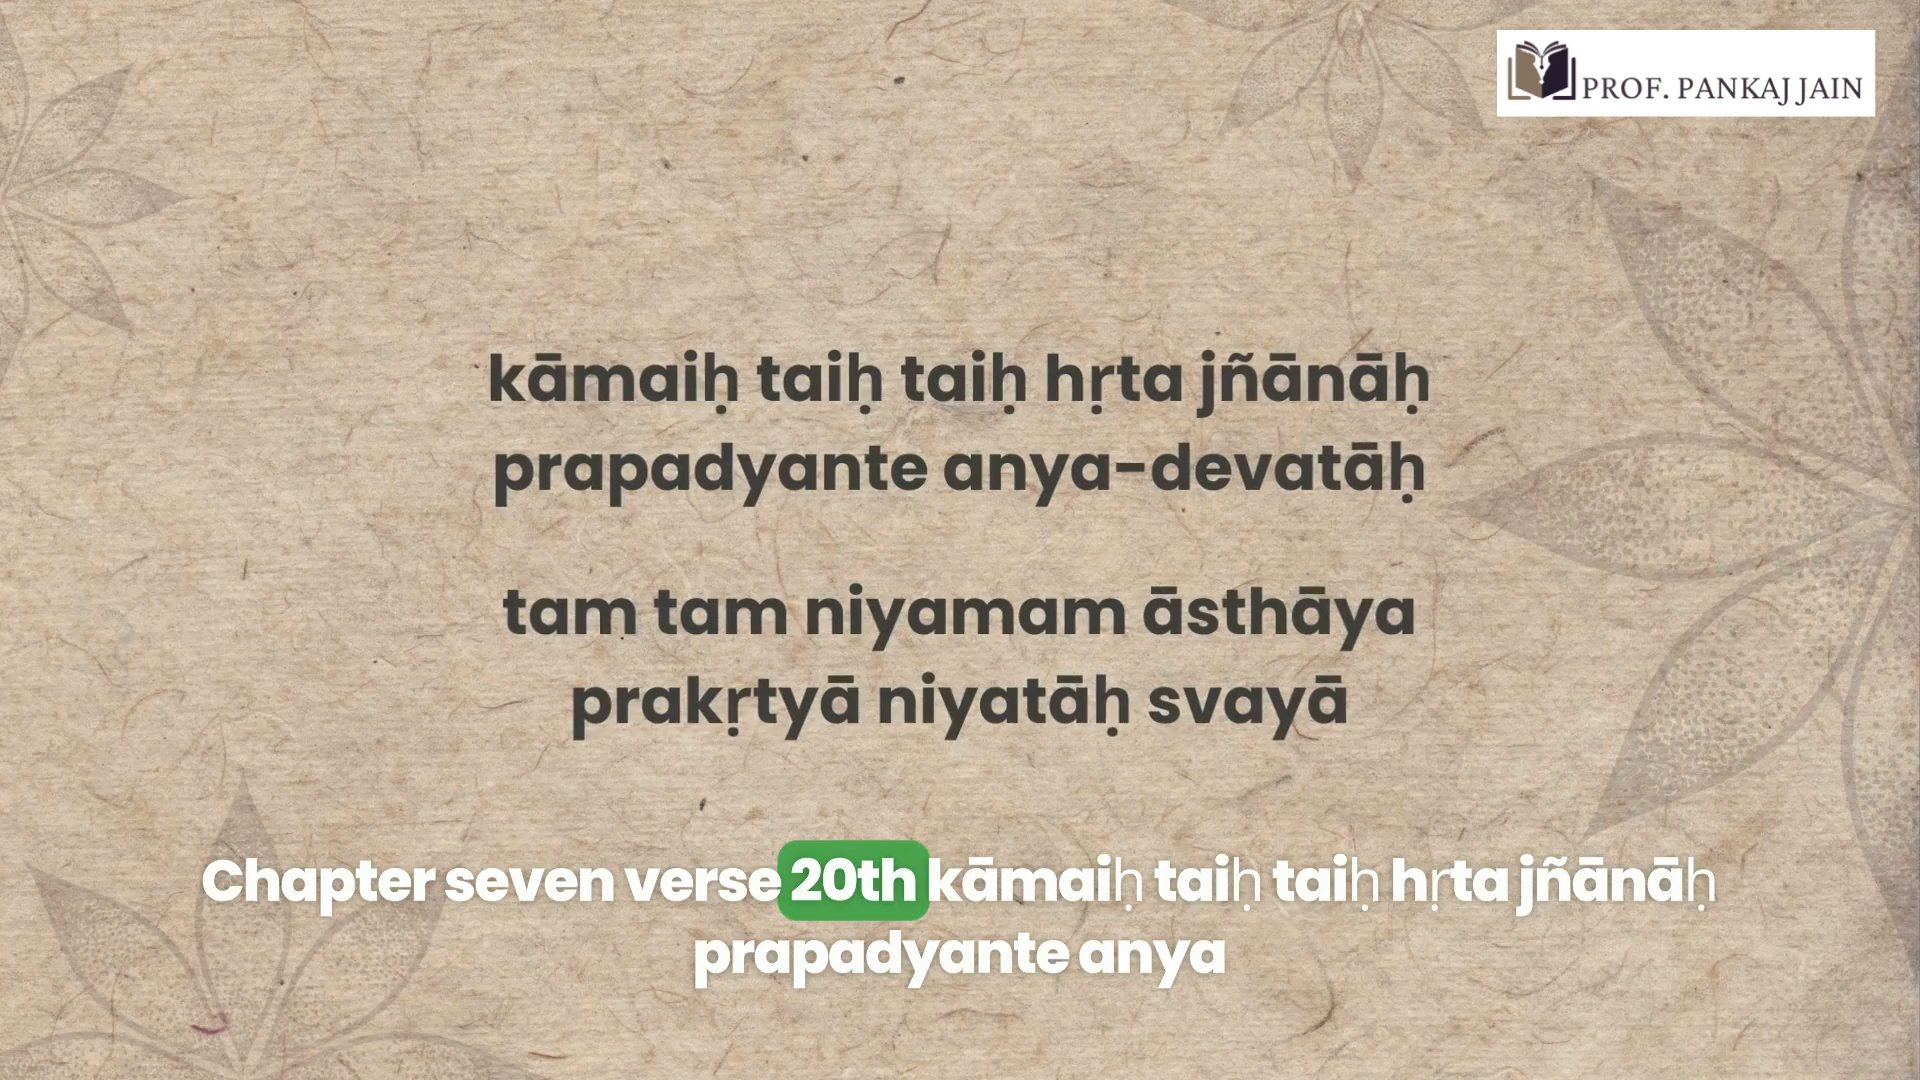 PROF. PANKAJ JAIN
kāmaiḥ taiḥ taiḥ hṛta jñānāḥ
prapadyante anya-devatāḥ
tam tam niyamam āsthāya
prakṛtyā niyatāḥ svayā
Chapter seven verse 20th kāmaiḥ taiḥ taiḥ hṛta jñānāḥ
prapadyante anya